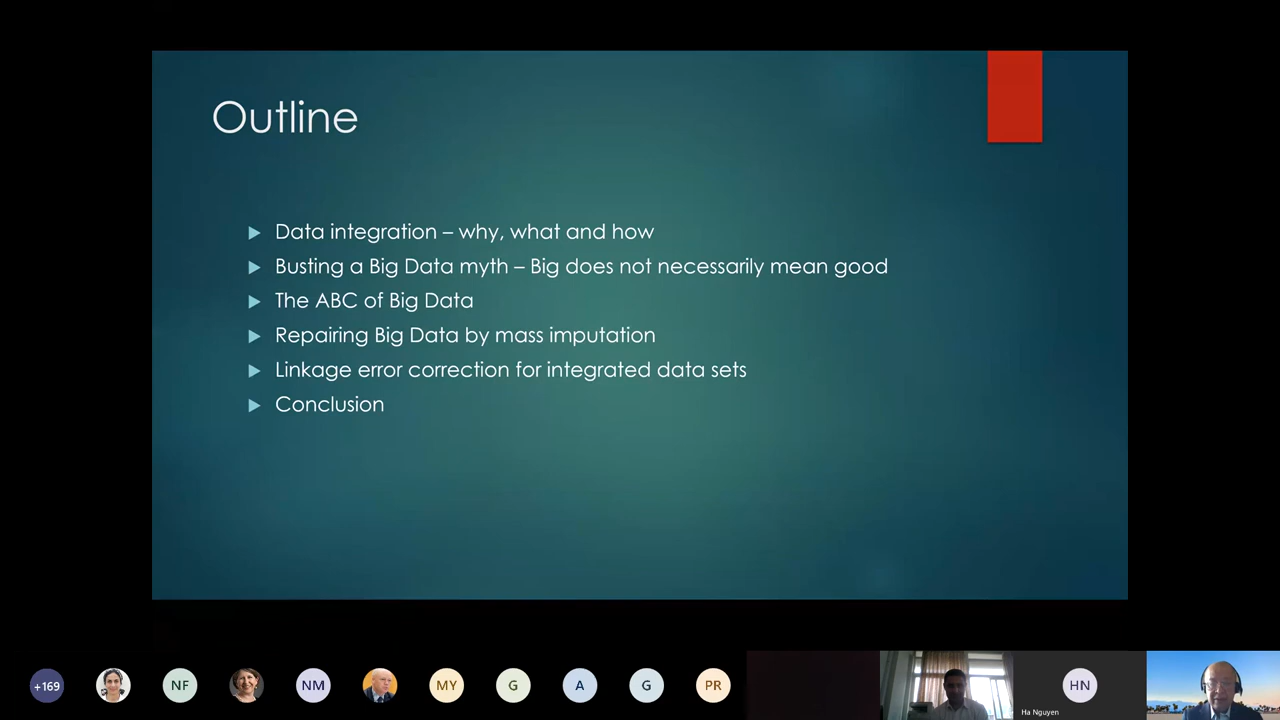 Outline
Data integration – why, what and how
Busting a Big Data myth – Big does not necessarily mean good
The ABC of Big Data
Repairing Big Data by mass imputation
Linkage error correction for integrated data sets
Conclusion
+169
NF
NM
MY
G
A
G
PR
HN
Ha Nguyen